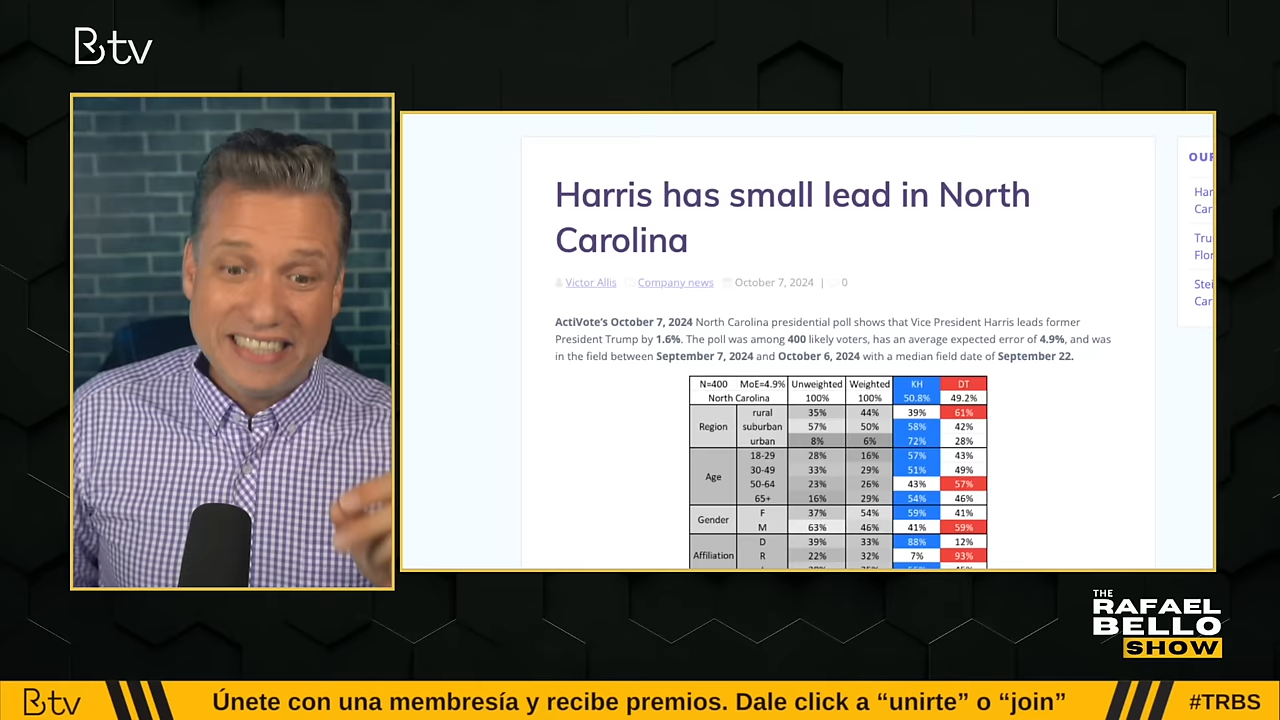 Btv
Harris has small lead in North
Carolina
Victor Allis Company news October 7, 2024 | 0
ActiVote's October 7, 2024 North Carolina presidential poll shows that Vice President Harris leads former
President Trump by 1.6%. The poll was among 400 likely voters, has an average expected error of 4.9%, and was
in the field between September 7, 2024 and October 6, 2024 with a median field date of September 22.
N=400 MoE=4.9% Unweighted Weighted KH DT
North Carolina 100% 100% 50.8% 49.2%
Region
rural 35% 44% 39% 61%
suburban 57% 50% 58% 42%
urban 8% 6% 72% 28%
Age
18-29 28% 16% 57% 43%
30-49 33% 29% 51% 49%
50-64 23% 26% 43% 57%
65+ 16% 29% 54% 46%
Gender
F 37% 54% 59% 41%
M 63% 46% 41% 59%
Affiliation
D 39% 33% 88% 12%
R 22% 32% 7% 93%
OUR
Har
Car
Tru
Flor
Stei
Car
THE
RAFAEL
BELLO
SHOW
Btv
Únete con una membresía y recibe premios. Dale click a “unirte” o “join”
#TRBS